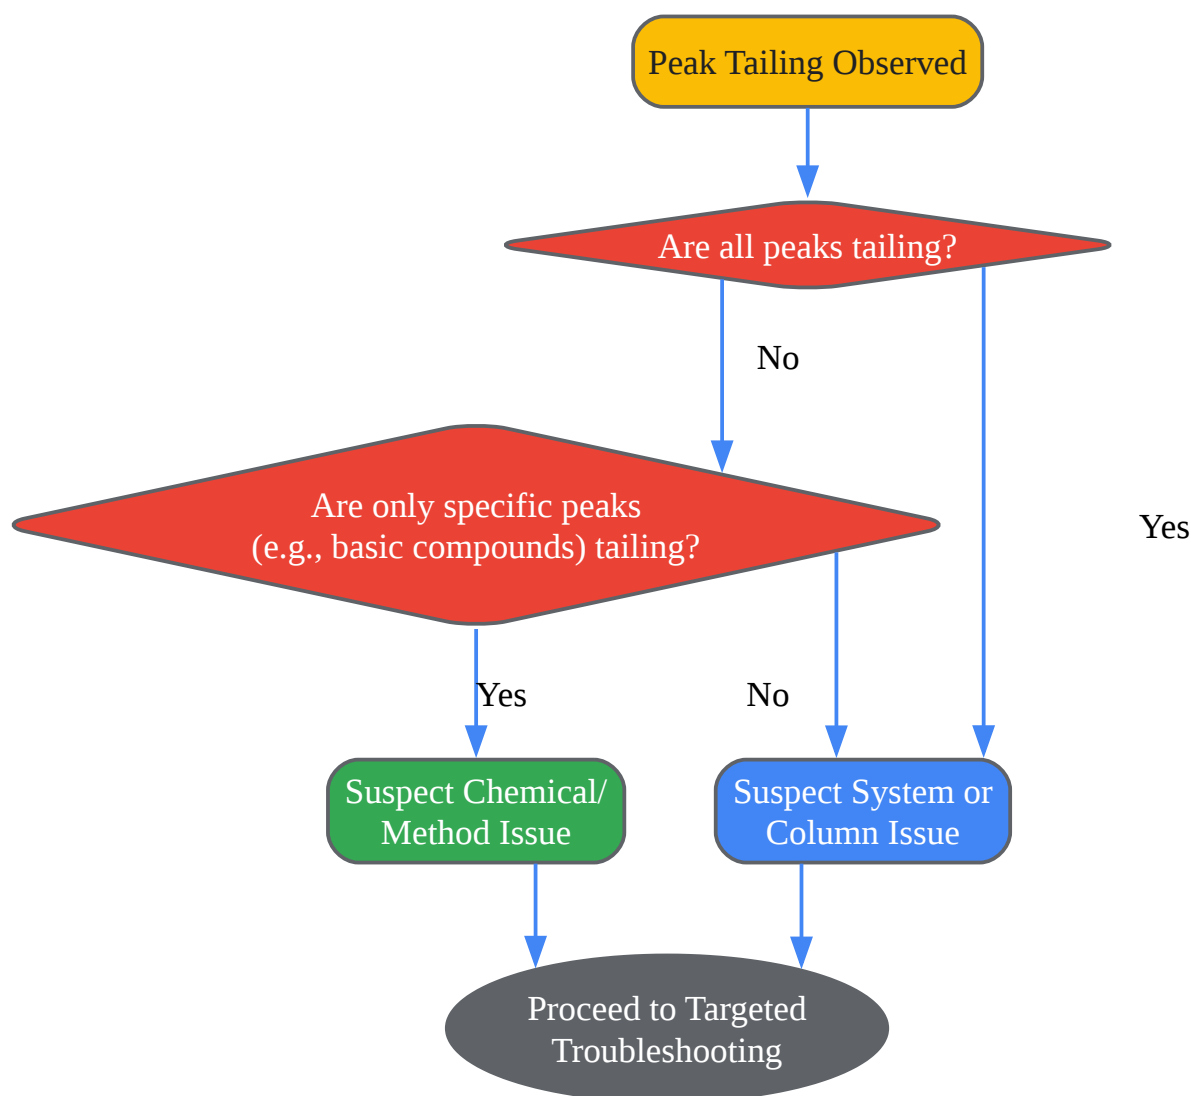 Peak Tailing Observed
Are all peaks tailing?
No
Are only specific peaks
(e.g., basic compounds) tailing?
Yes
Yes
No
Suspect Chemical/
Method Issue
Suspect System or
Column Issue
Proceed to Targeted
Troubleshooting